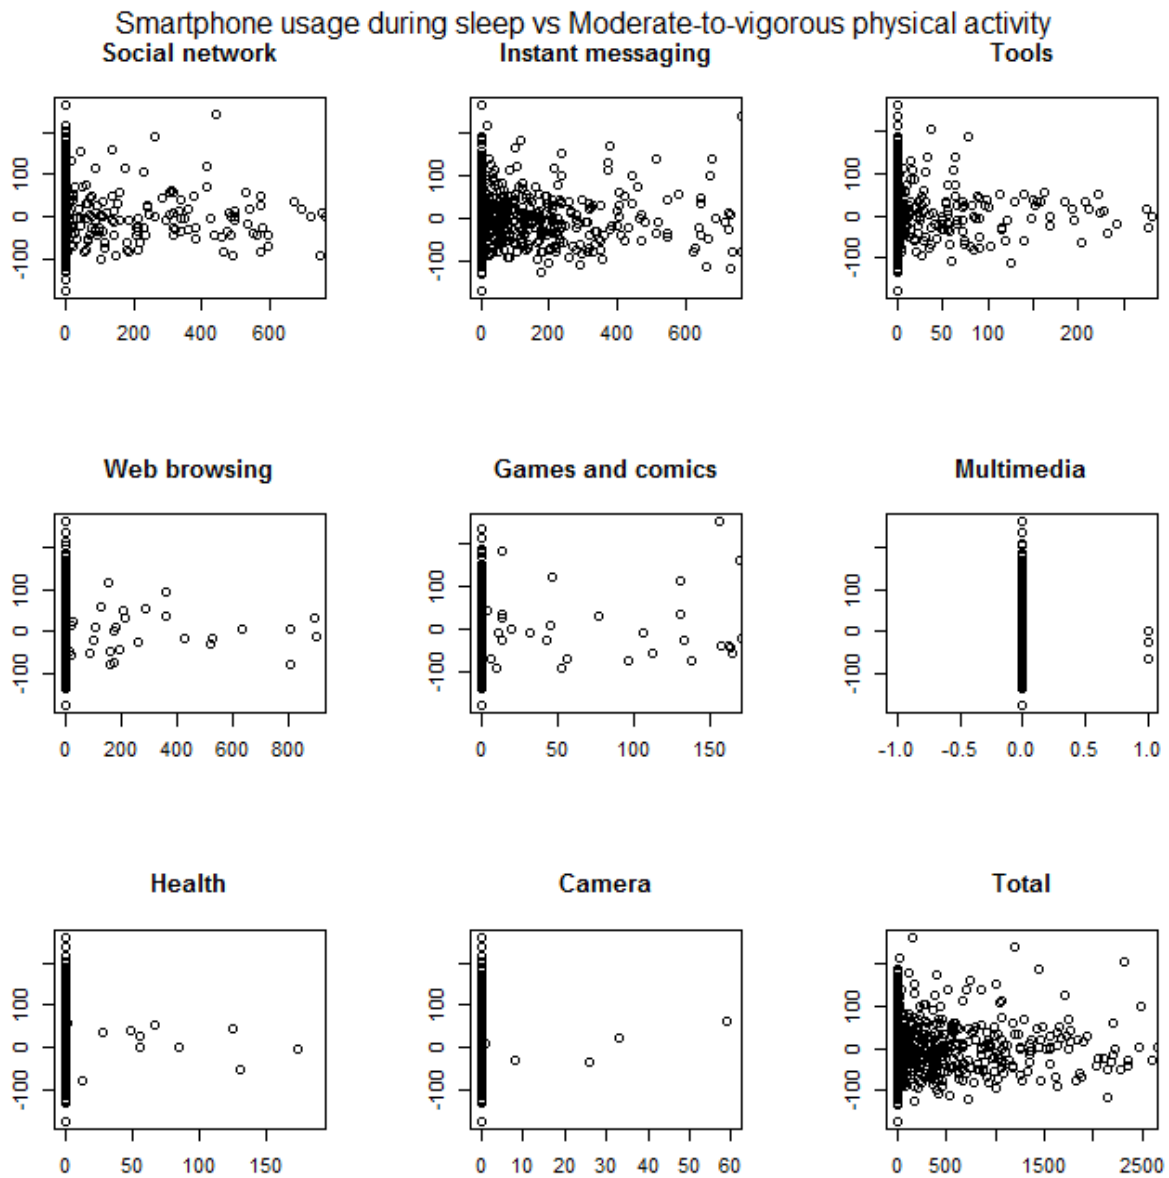 Smartphone usage during sleep vs Moderate-to-vigorous physical activity
Social network
Instant messaging
Tools
-100 0 100
0 200 400 600
-100 0 100
0 200 400 600
-100 0 100
0 50 100 200
Web browsing
Games and comics
Multimedia
-100 0 100
0 200 400 600 800
-100 0 100
0 50 100 150
-100 0 100
-1.0 -0.5 0.0 0.5 1.0
Health
Camera
Total
-100 0 100
0 50 100 150
-100 0 100
0 10 20 30 40 50 60
-100 0 100
0 500 1500 2500